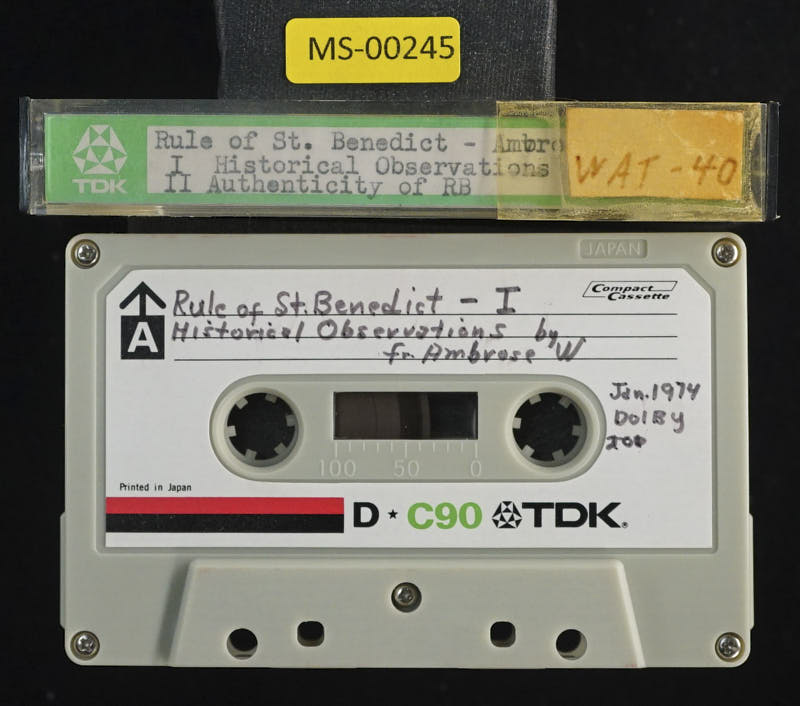 MS-00245
Rule of St. Benedict - Ambro
I Historical Observations
II Authenticity of RB
TDK
WAT-40
JAPAN
Compact
Cassette
A
Rule of St. Benedict - I
Historical Observations by
fr. Ambrose W
Jan. 1974
DOlBy
100 50 0
Printed in Japan
D ★ C90 TDK.